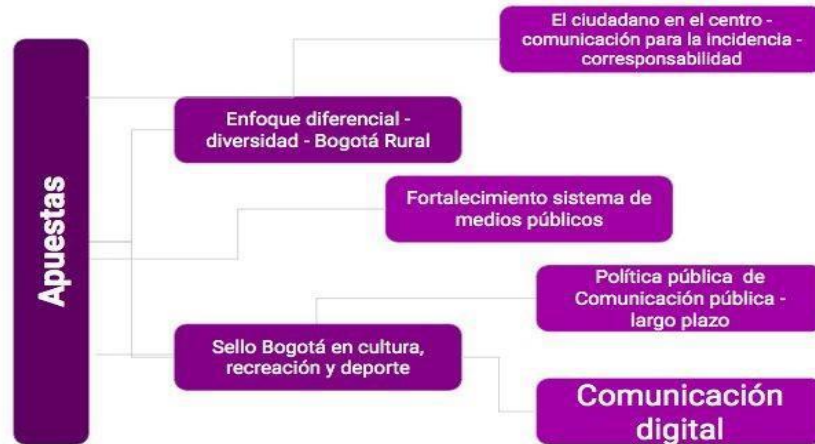 Apuestas
El ciudadano en el centro -
comunicación para la incidencia -
corresponsabilidad
Enfoque diferencial -
diversidad - Bogotá Rural
Fortalecimiento sistema de
medios públicos
Política pública de
Comunicación pública -
largo plazo
Sello Bogotá en cultura,
recreación y deporte
Comunicación
digital